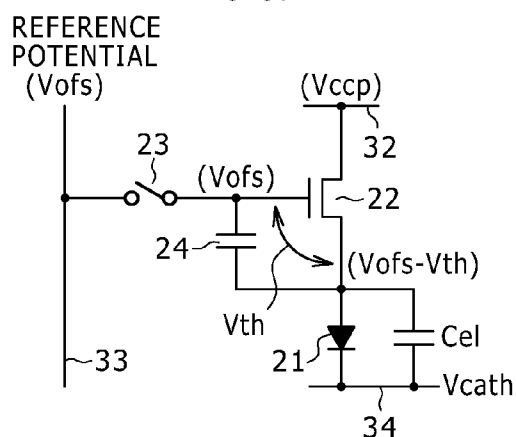 REFERENCE
POTENTIAL
(Vofs)
(Vccp)
32
23
(Vofs)
22
24
(Vofs-Vth)
Vth
21
Cel
33
Vcath
34